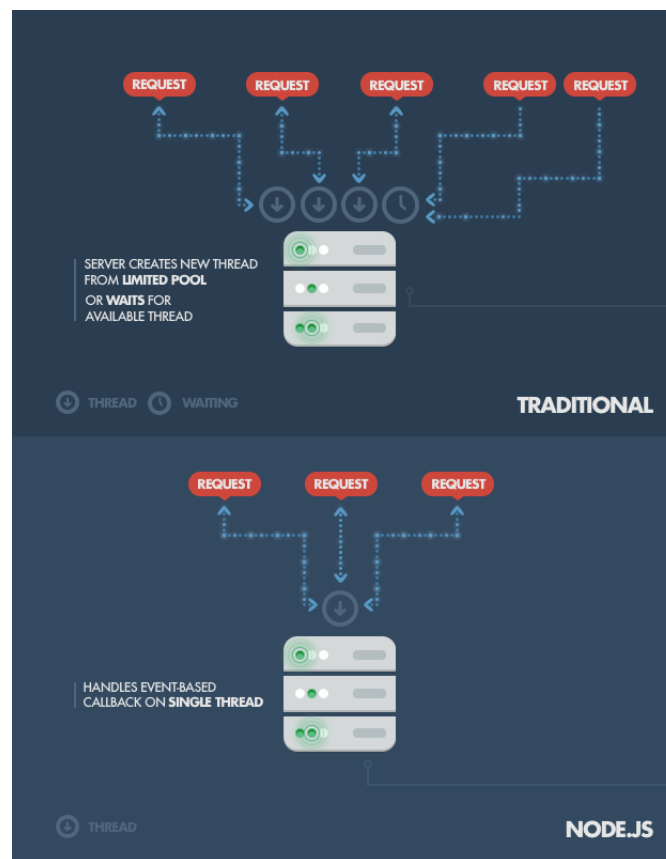 REQUEST REQUEST REQUEST REQUEST REQUEST
SERVER CREATES NEW THREAD
FROM LIMITED POOL
OR WAITS FOR
AVAILABLE THREAD
THREAD WAITING
TRADITIONAL
REQUEST REQUEST REQUEST
HANDLES EVENT-BASED
CALLBACK ON SINGLE THREAD
THREAD
NODE.JS